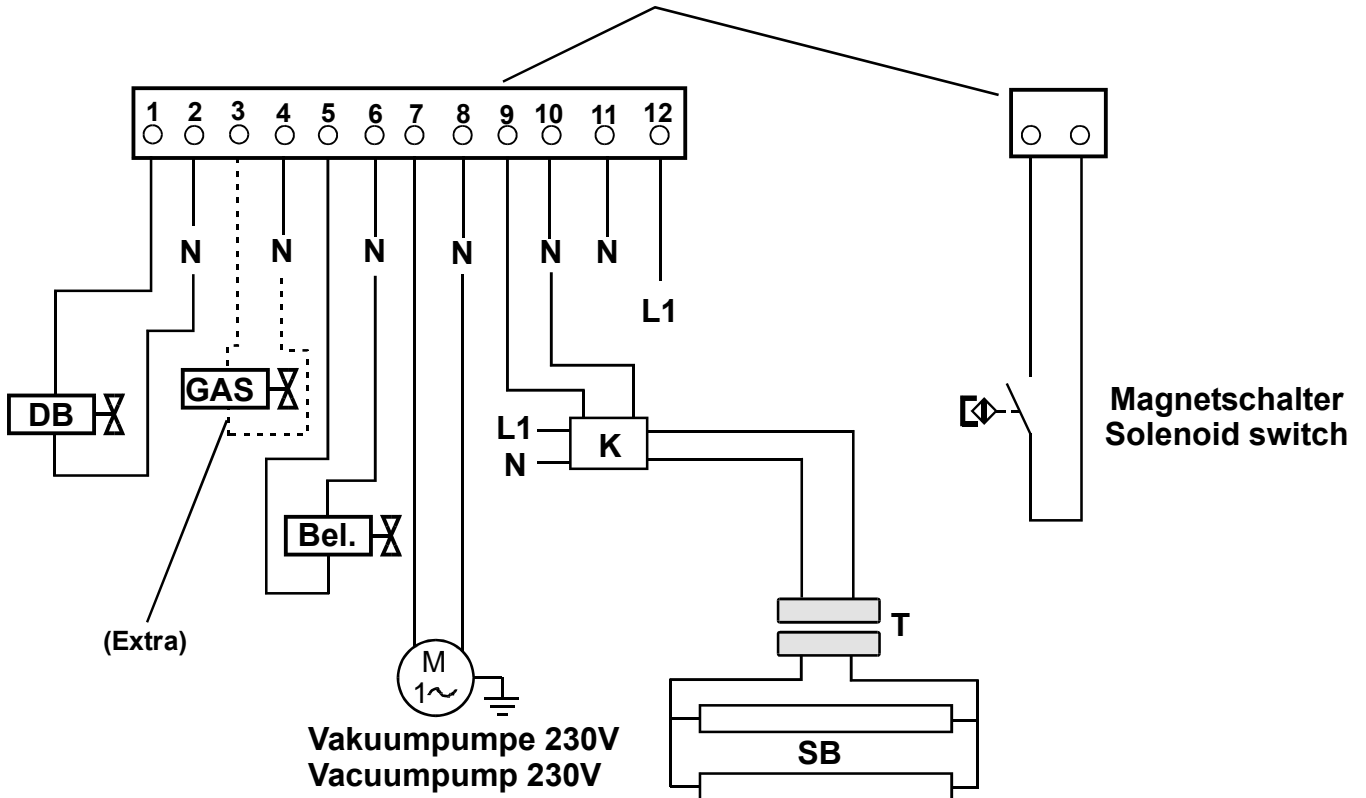 1 2 3 4 5 6 7 8 9 10 11 12
N N N N N N
L1
DB
GAS
Magnetschalter
Solenoid switch
L1
N
K
Bel.
T
(Extra)
M
1~
Vakuumpumpe 230V
Vacuumpump 230V
SB